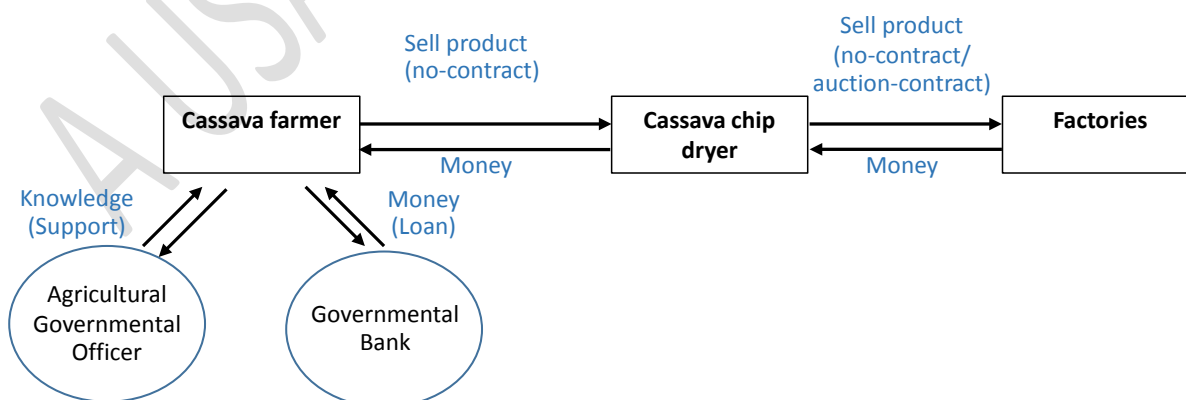 Sell product
(no-contract)
Sell product
(no-contract/
auction-contract)
Cassava farmer
Cassava chip
dryer
Factories
Money
Money
Knowledge
(Support)
Money
(Loan)
Agricultural
Governmental
Officer
Governmental
Bank
A USA